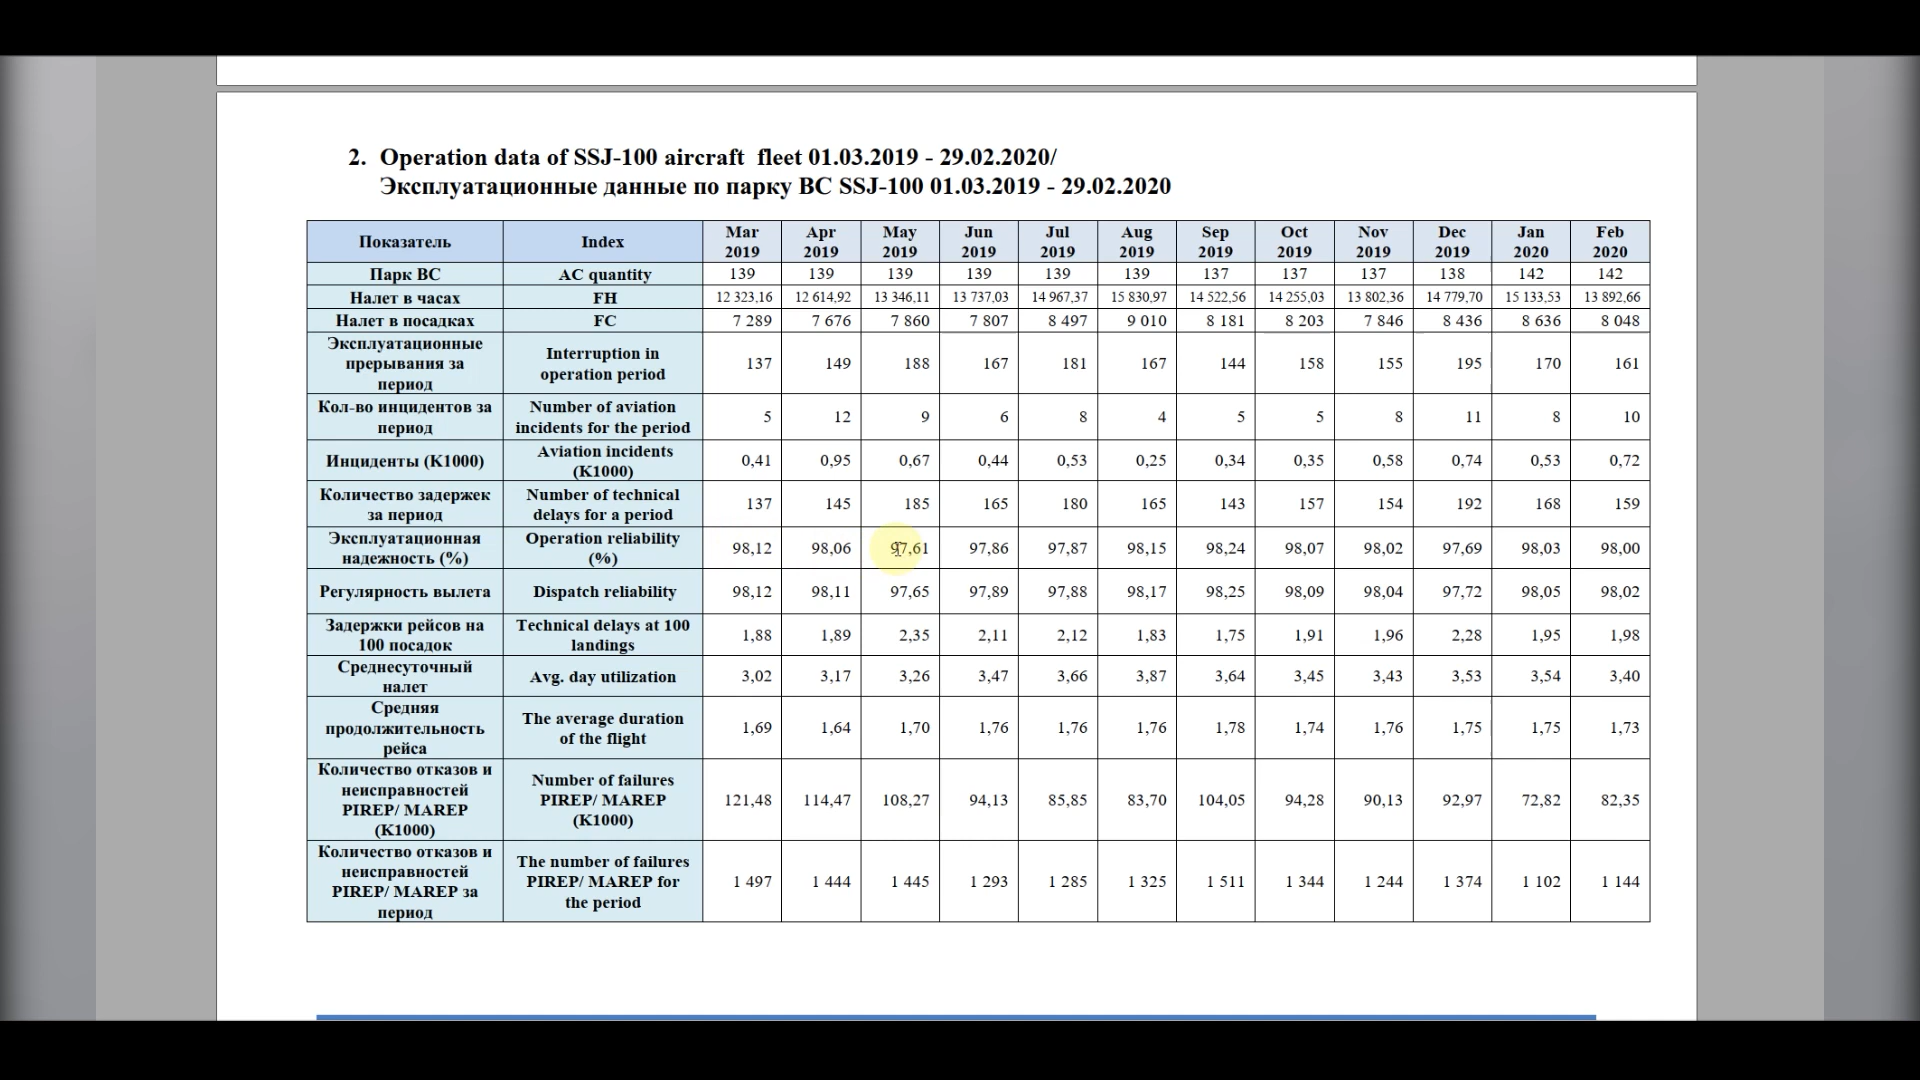 2. Operation data of SSJ-100 aircraft fleet 01.03.2019 - 29.02.2020/
Эксплуатационные данные по парку ВС SSJ-100 01.03.2019 - 29.02.2020
Показатель Index Mar 2019 Apr 2019 May 2019 Jun 2019 Jul 2019 Aug 2019 Sep 2019 Oct 2019 Nov 2019 Dec 2019 Jan 2020 Feb 2020
Парк ВС AC quantity 139 139 139 139 139 139 137 137 137 138 142 142
Налет в часах FH 12 323,16 12 614,92 13 346,11 13 737,03 14 967,37 15 830,97 14 522,56 14 255,03 13 802,36 14 779,70 15 133,53 13 892,66
Налет в посадках FC 7 289 7 676 7 860 7 807 8 497 9 010 8 181 8 203 7 846 8 436 8 636 8 048
Эксплуатационные прерывания за период Interruption in operation period 137 149 188 167 181 167 144 158 155 195 170 161
Кол-во инцидентов за период Number of aviation incidents for the period 5 12 9 6 8 4 5 5 8 11 8 10
Инциденты (K1000) Aviation incidents (K1000) 0,41 0,95 0,67 0,44 0,53 0,25 0,34 0,35 0,58 0,74 0,53 0,72
Количество задержек за период Number of technical delays for a period 137 145 185 165 180 165 143 157 154 192 168 159
Эксплуатационная надежность (%) Operation reliability (%) 98,12 98,06 97,61 97,86 97,87 98,15 98,24 98,07 98,02 97,69 98,03 98,00
Регулярность вылета Dispatch reliability 98,12 98,11 97,65 97,89 97,88 98,17 98,25 98,09 98,04 97,72 98,05 98,02
Задержки рейсов на 100 посадок Technical delays at 100 landings 1,88 1,89 2,35 2,11 2,12 1,83 1,75 1,91 1,96 2,28 1,95 1,98
Среднесуточный налет Avg. day utilization 3,02 3,17 3,26 3,47 3,66 3,87 3,64 3,45 3,43 3,53 3,54 3,40
Средняя продолжительность рейса The average duration of the flight 1,69 1,64 1,70 1,76 1,76 1,76 1,78 1,74 1,76 1,75 1,75 1,73
Количество отказов и неисправностей PIREP/ MAREP (K1000) Number of failures PIREP/ MAREP (K1000) 121,48 114,47 108,27 94,13 85,85 83,70 104,05 94,28 90,13 92,97 72,82 82,35
Количество отказов и неисправностей PIREP/ MAREP за период The number of failures PIREP/ MAREP for the period 1 497 1 444 1 445 1 293 1 285 1 325 1 511 1 344 1 244 1 374 1 102 1 144